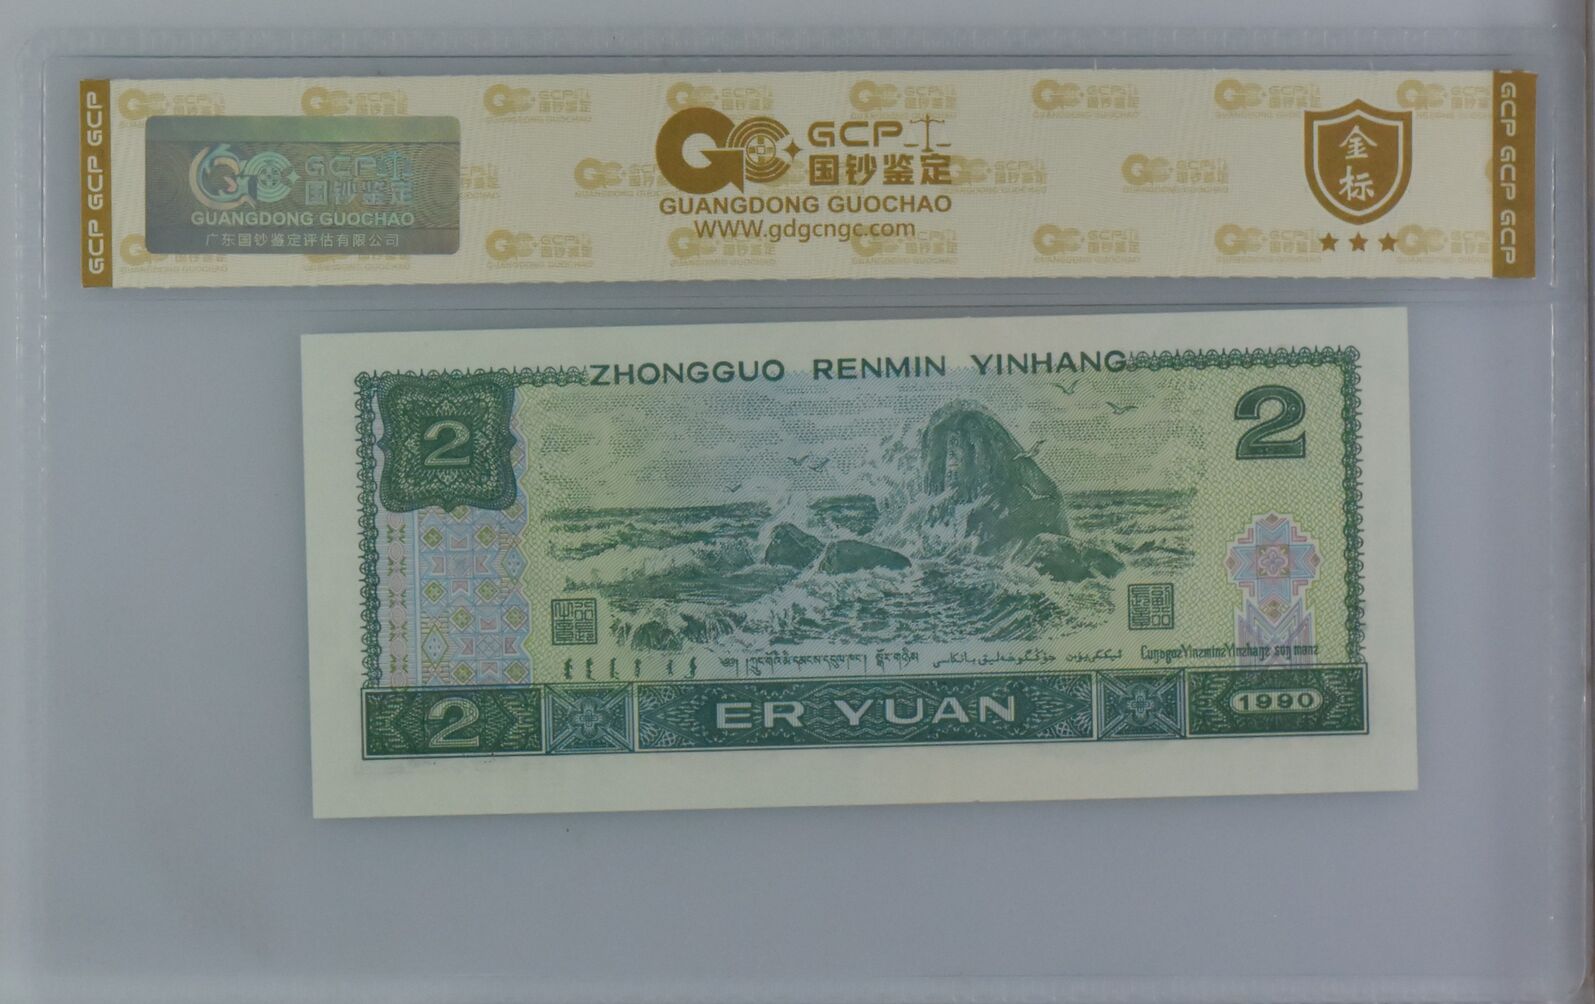 GCP GCP GCP
GCP
国钞鉴定
GUANGDONG GUOCHAO
广东国钞鉴定评估有限公司
GCP
国钞鉴定
GUANGDONG GUOCHAO
WWW.gdgcngc.com
金标
GCP GCP GCP
ZHONGGUO RENMIN YINHANG
2
2
2
ER YUAN
1990